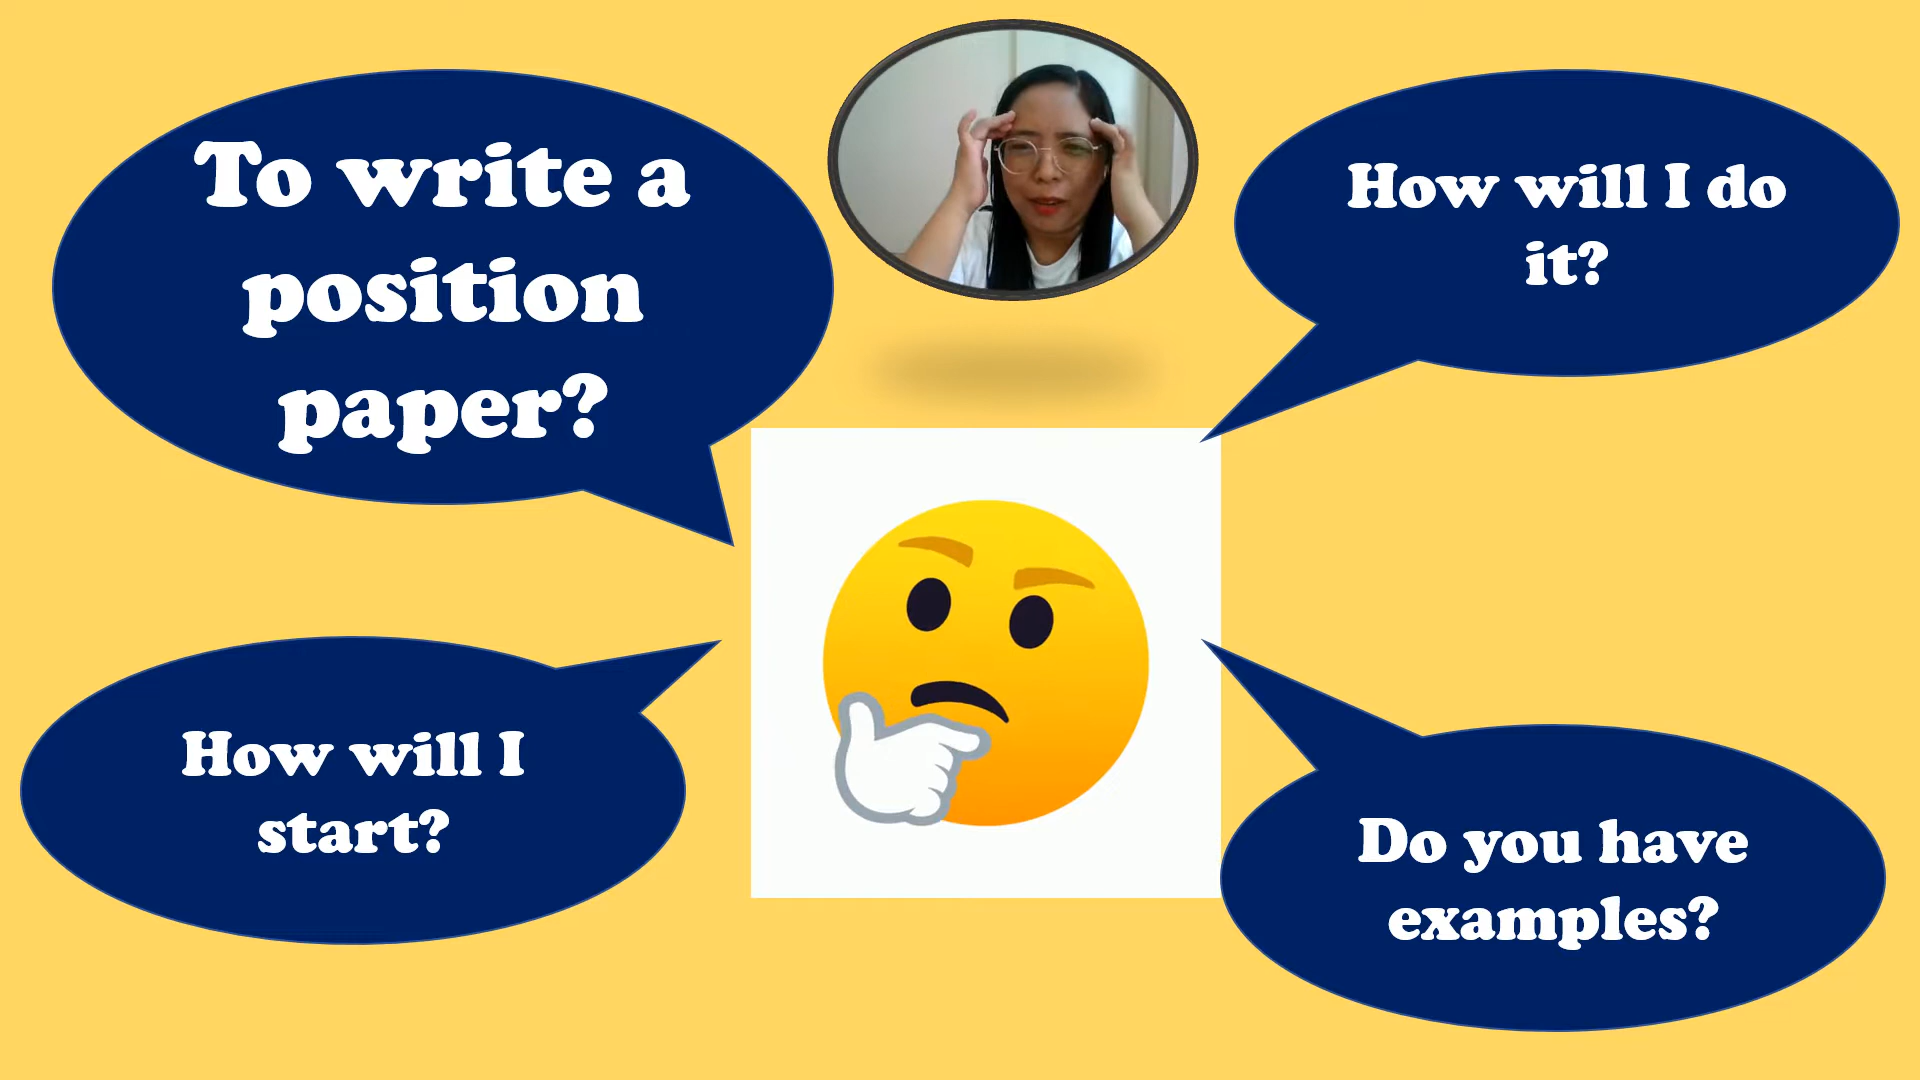 To write a
position
paper?
How will I do
it?
How will I
start?
Do you have
examples?